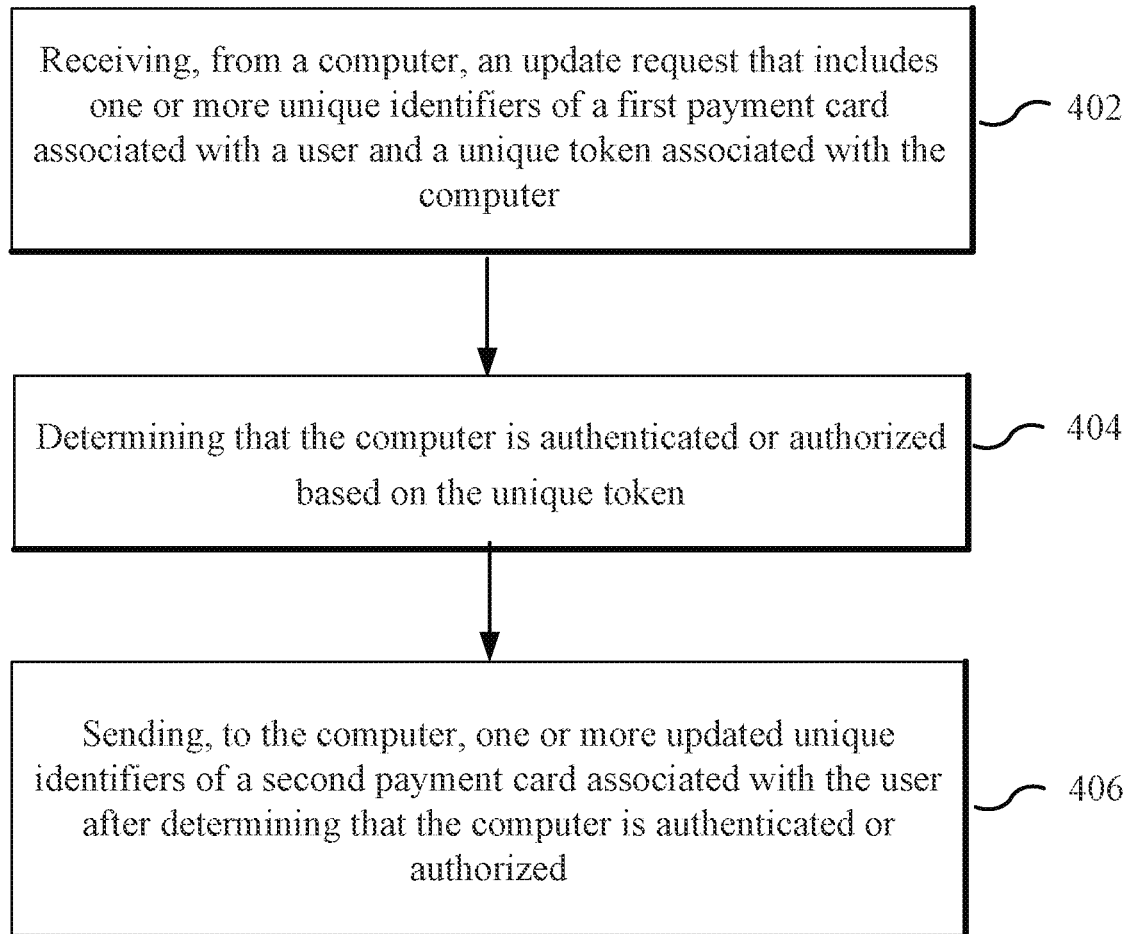 Receiving, from a computer, an update request that includes
one or more unique identifiers of a first payment card
associated with a user and a unique token associated with the
computer
402
Determining that the computer is authenticated or authorized
based on the unique token
404
Sending, to the computer, one or more updated unique
identifiers of a second payment card associated with the user
after determining that the computer is authenticated or
authorized
406